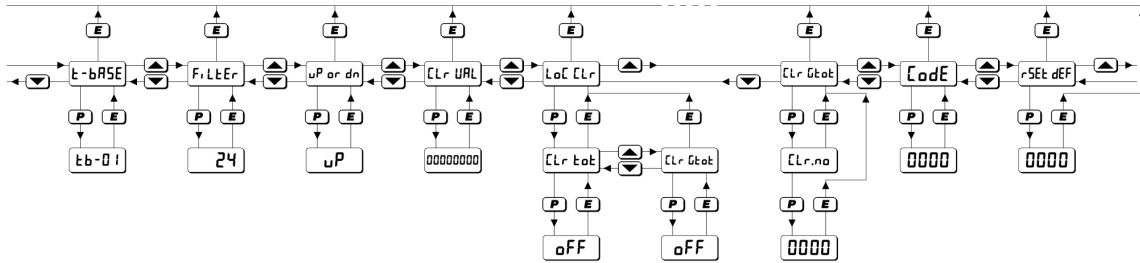 E E E E E E E E
t-bASE FiLtEr uP or dn CLr VAL LoC CLr CLr Gtot CodE rSEt dEF
E
P E P E P E P E P E P E P E P E
tb-01 24 uP 00000000 CLr tot CLr Gtot CLr.no 0000 0000
P E P E P E
oFF oFF 0000